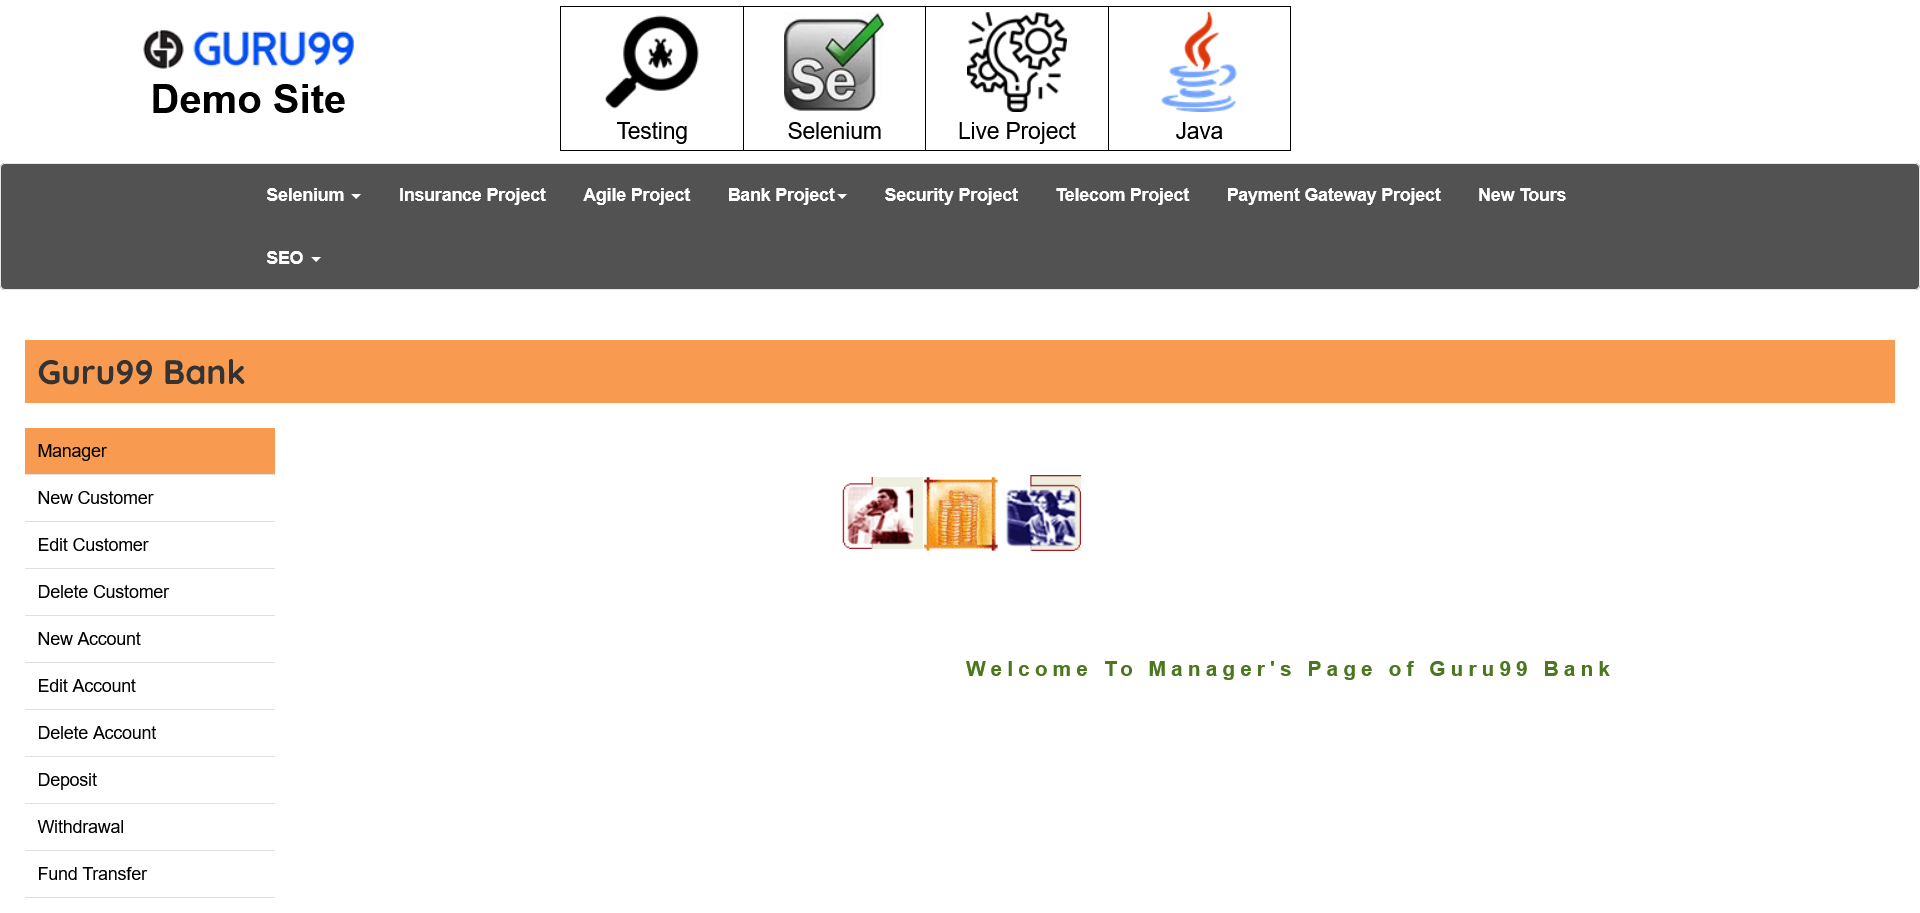 GURU99
Demo Site
Testing
Selenium
Se
Live Project
Java
Selenium
Insurance Project
Agile Project
Bank Project
Security Project
Telecom Project
Payment Gateway Project
New Tours
SEO
Guru99 Bank
Manager
New Customer
Edit Customer
Delete Customer
New Account
Edit Account
Delete Account
Deposit
Withdrawal
Fund Transfer
Welcome To Manager's Page of Guru99 Bank